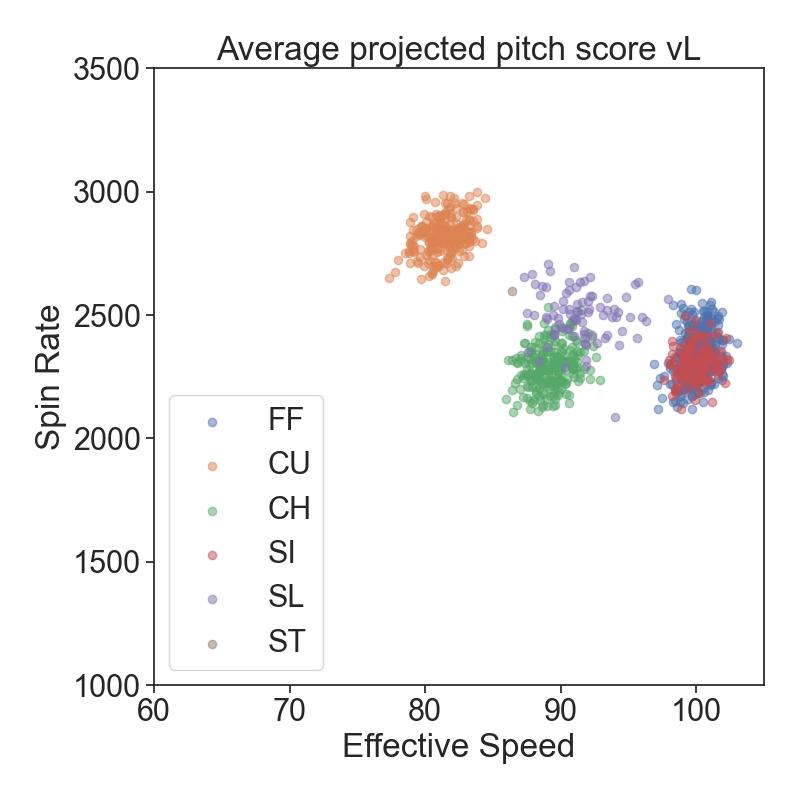 Average projected pitch score vL
3500
3000
2500
2000
1500
1000
Spin Rate
FF
CU
CH
SI
SL
ST
60
70
80
90
100
Effective Speed